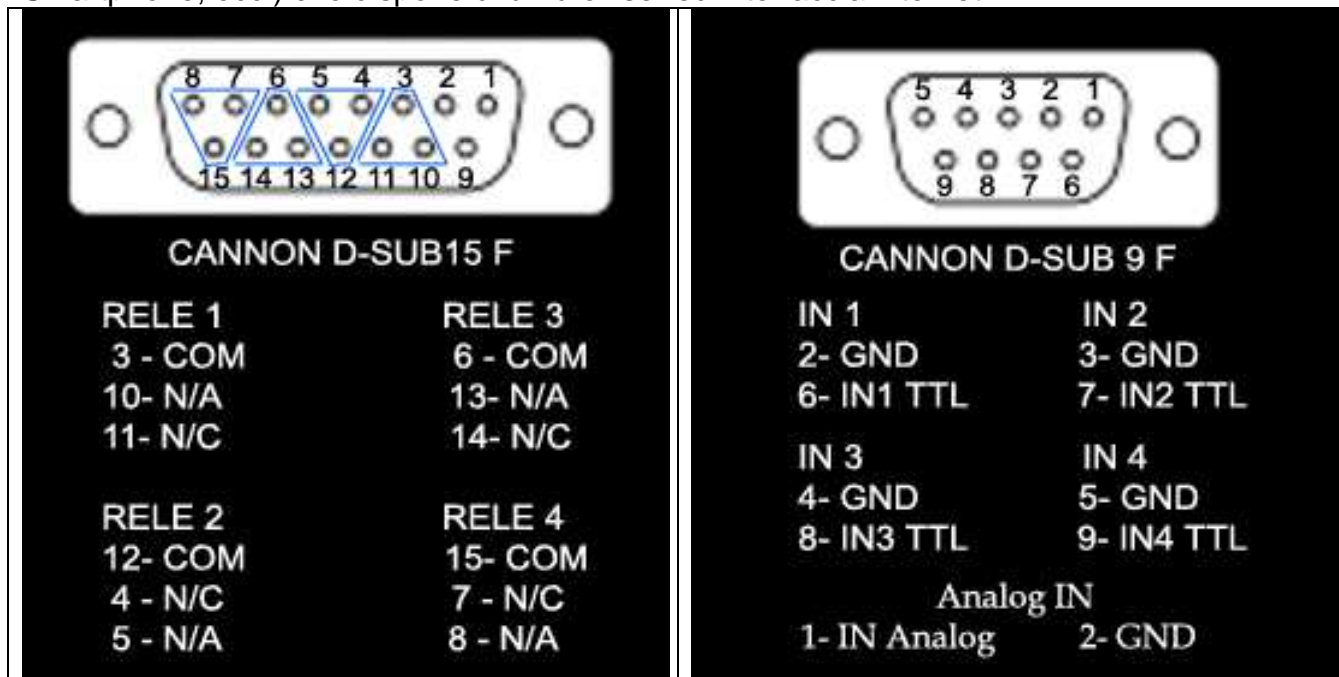 8 7 6 5 4 3 2 1
15 14 13 12 11 10 9
CANNON D-SUB15 F
RELE 1
3 - COM
10- N/A
11- N/C
RELE 3
6 - COM
13- N/A
14- N/C
RELE 2
12- COM
4 - N/C
5 - N/A
RELE 4
15- COM
7 - N/C
8 - N/A
5 4 3 2 1
9 8 7 6
CANNON D-SUB 9 F
IN 1
2- GND
6- IN1 TTL
IN 2
3- GND
7- IN2 TTL
IN 3
4- GND
8- IN3 TTL
IN 4
5- GND
9- IN4 TTL
Analog IN
1- IN Analog 2- GND